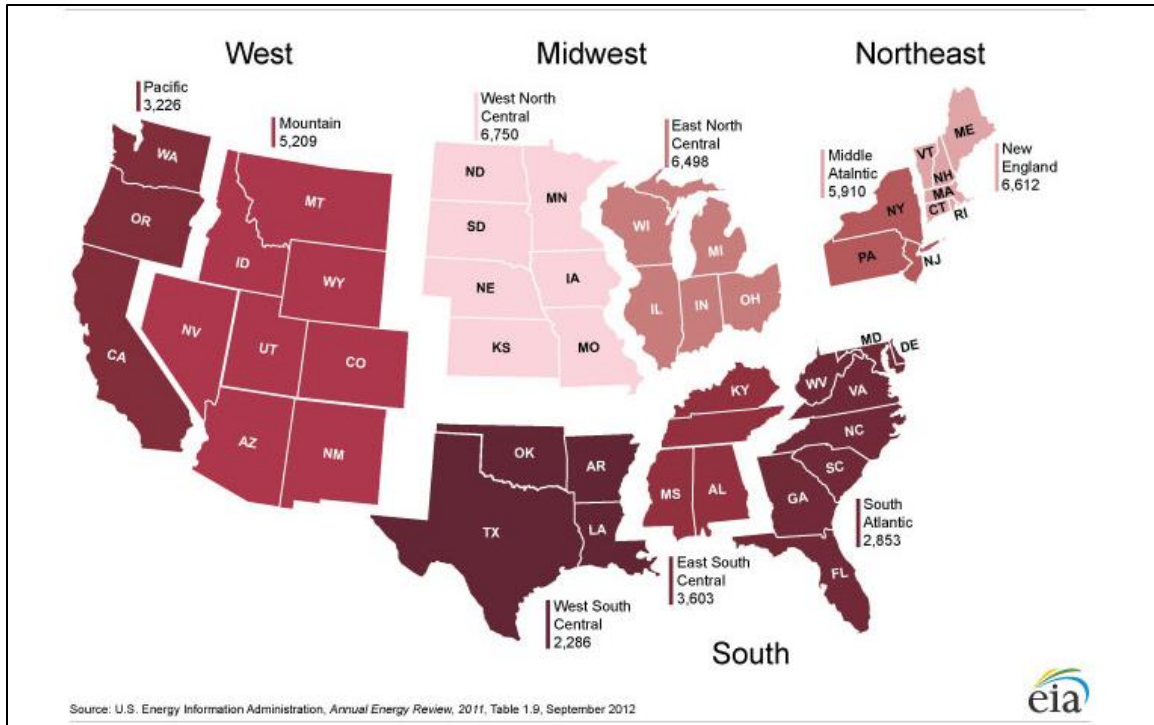 West
Midwest
Northeast
Pacific
3,226
Mountain
5,209
West North
Central
6,750
East North
Central
6,498
Middle
Atalntic
5,910
New
England
6,612
WA
OR
CA
MT
ID
WY
NV
UT
CO
AZ
NM
ND
SD
NE
KS
MN
IA
MO
WI
MI
IL
IN
OH
ME
VT
NH
MA
CT
RI
NY
PA
NJ
MD
DE
WV
VA
NC
SC
GA
FL
KY
MS
AL
OK
AR
TX
LA
South
Atlantic
2,853
East South
Central
3,603
West South
Central
2,286
South
Source: U.S. Energy Information Administration, Annual Energy Review, 2011, Table 1.9, September 2012
eia